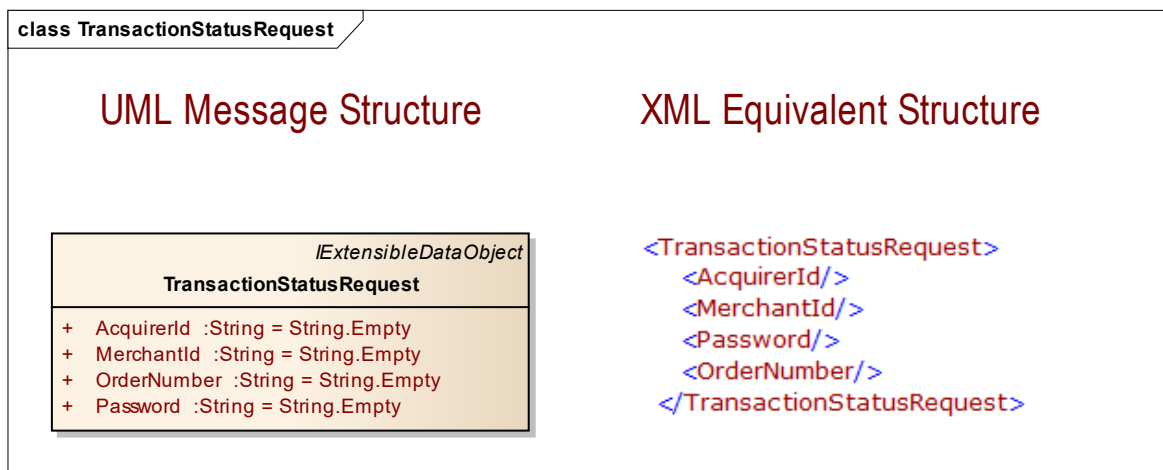 class TransactionStatusRequest
UML Message Structure
XML Equivalent Structure
IExtensibleDataObject
TransactionStatusRequest
+ AcquirerId :String = String.Empty
+ MerchantId :String = String.Empty
+ OrderNumber :String = String.Empty
+ Password :String = String.Empty
<TransactionStatusRequest>
<AcquirerId/>
<MerchantId/>
<Password/>
<OrderNumber/>
</TransactionStatusRequest>